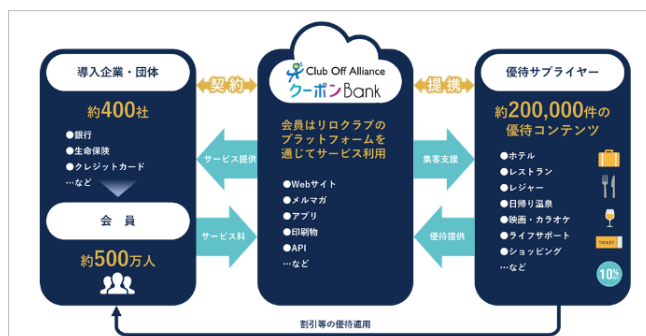 導入企業・団体
約400社
●銀行
●生命保険
●クレジットカード
…など
会 員
約500万人
契約
サービス提供
サービス料
Club Off Alliance
クーポンBank
会員はリロクラブの
プラットフォームを
通じてサービス利用
●Webサイト
●メルマガ
●アプリ
●印刷物
●API
…など
提携
集客支援
優待提供
優待サプライヤー
約200,000件の
優待コンテンツ
●ホテル
●レストラン
●レジャー
●日帰り温泉
●映画・カラオケ
●ライフサポート
●ショッピング
…など
TICKET
10%
割引等の優待適用